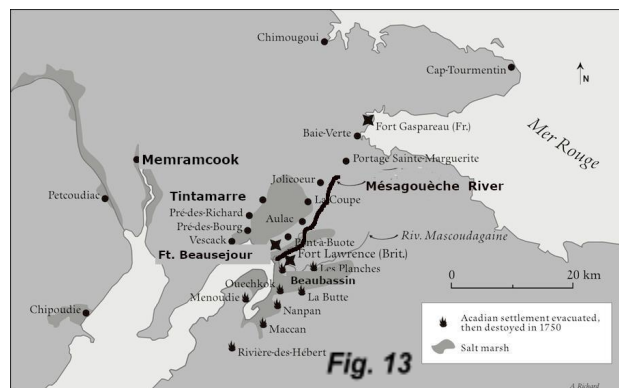 Chimougoui
Cap-Tourmentin
N
Fort Gaspareau (Fr.)
Mer Rouge
Baie-Verte
Portage Sainte-Marguerite
Memramcook
Jolicoeur
Mésagouèche River
Petcoudiac
Tintamarre
La Coupe
Pré-des-Richard
Aulac
Pré-des-Bourg
Vescack
Pont-a-Buote
Riv. Mascoudagaine
Ft. Beausejour
Fort Lawrence (Brit.)
Les Planches
0
20 km
Ouechkok
Beaubassin
Menoudie
La Butte
Nanpan
Chipoudie
Maccan
Rivière-des-Hébert
Acadian settlement evacuated,
then destoyed in 1750
Salt marsh
Fig. 13
A Richard